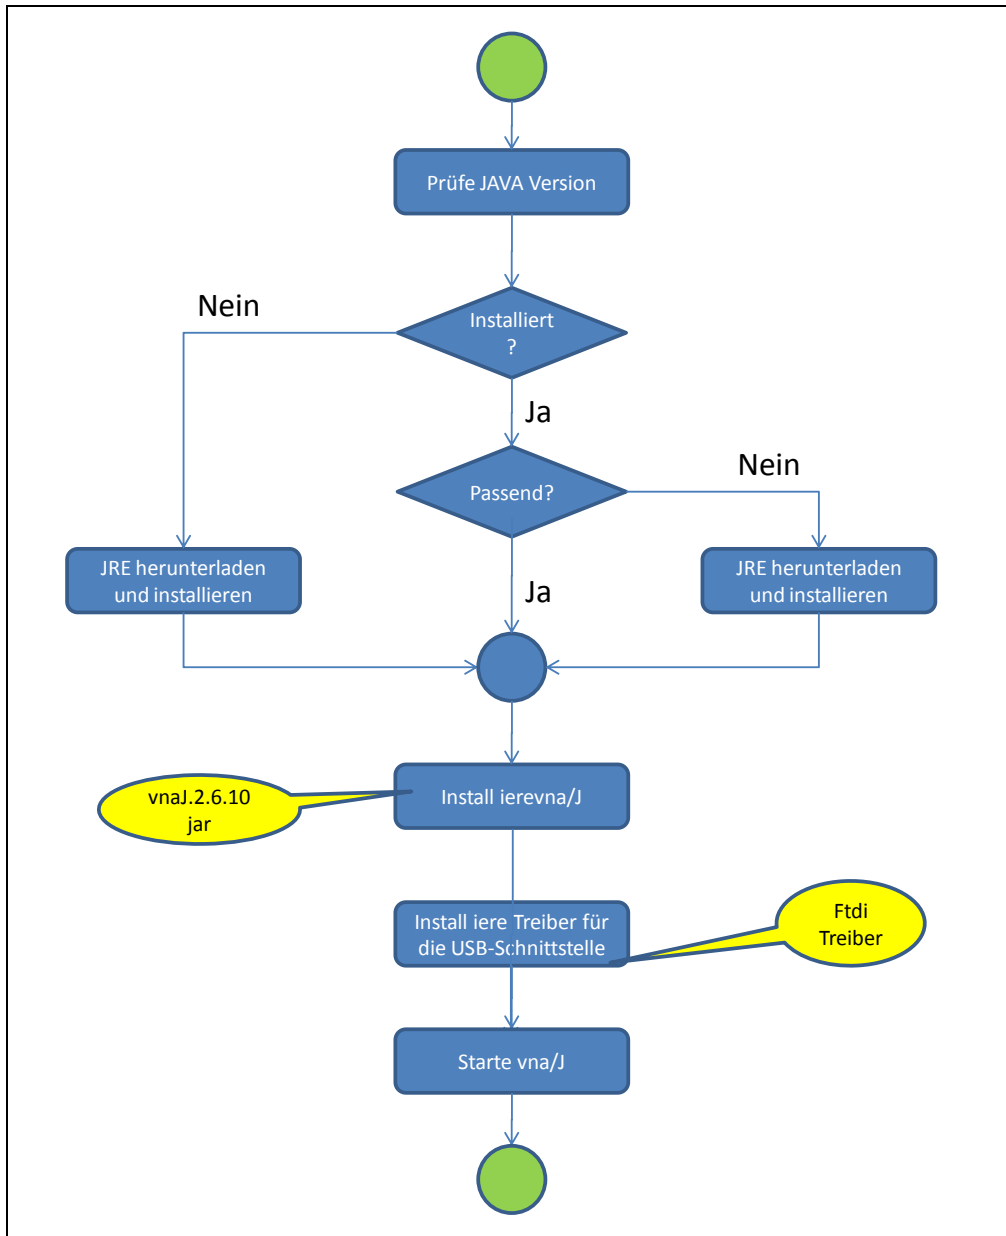 Prüfe JAVA Version
Nein
Installiert
?
Ja
Passend?
Nein
JRE herunterladen
und installieren
Ja
JRE herunterladen
und installieren
vnaJ.2.6.10
jar
Install ierevna/J
Install iere Treiber für
die USB-Schnittstelle
Ftdi
Treiber
Starte vna/J